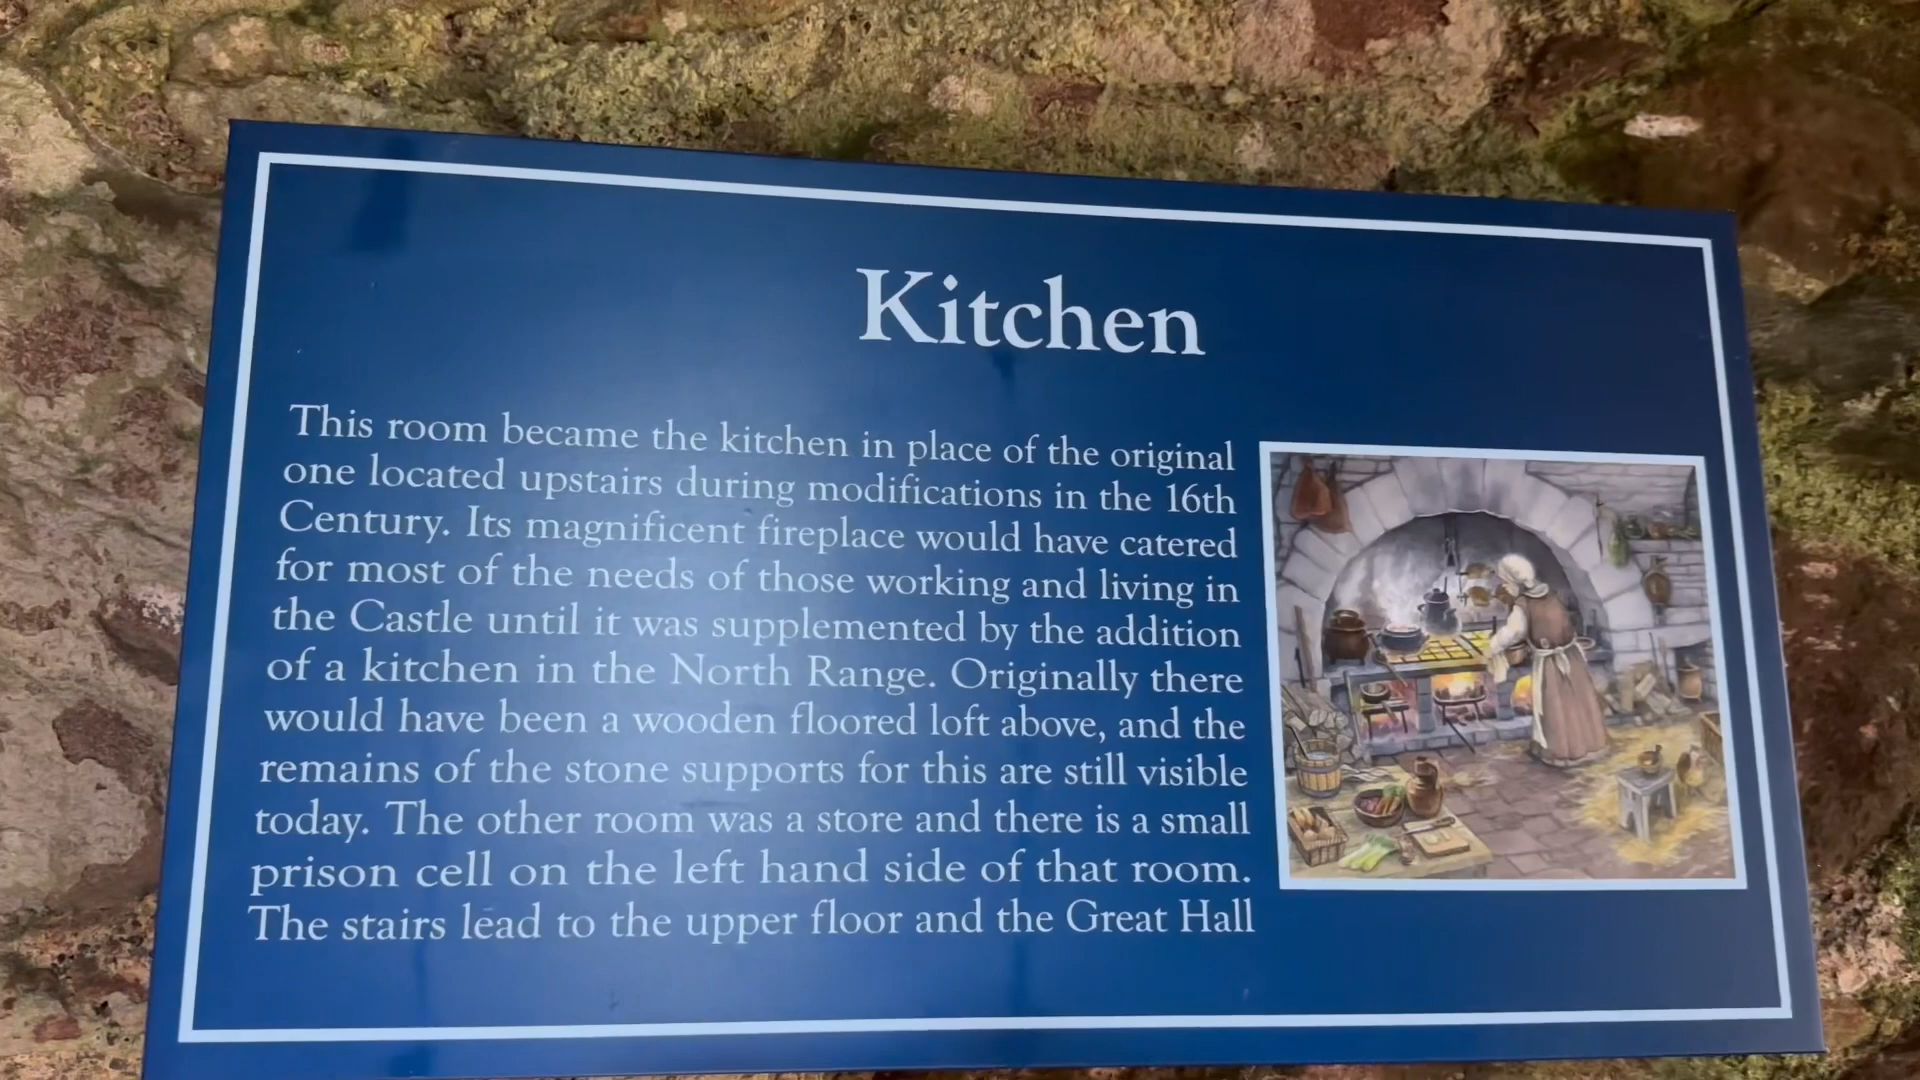 Kitchen
This room became the kitchen in place of the original
one located upstairs during modifications in the 16th
Century. Its magnificent fireplace would have catered
for most of the needs of those working and living in
the Castle until it was supplemented by the addition
of a kitchen in the North Range. Originally there
would have been a wooden floored loft above, and the
remains of the stone supports for this are still visible
today. The other room was a store and there is a small
prison cell on the left hand side of that room.
The stairs lead to the upper floor and the Great Hall